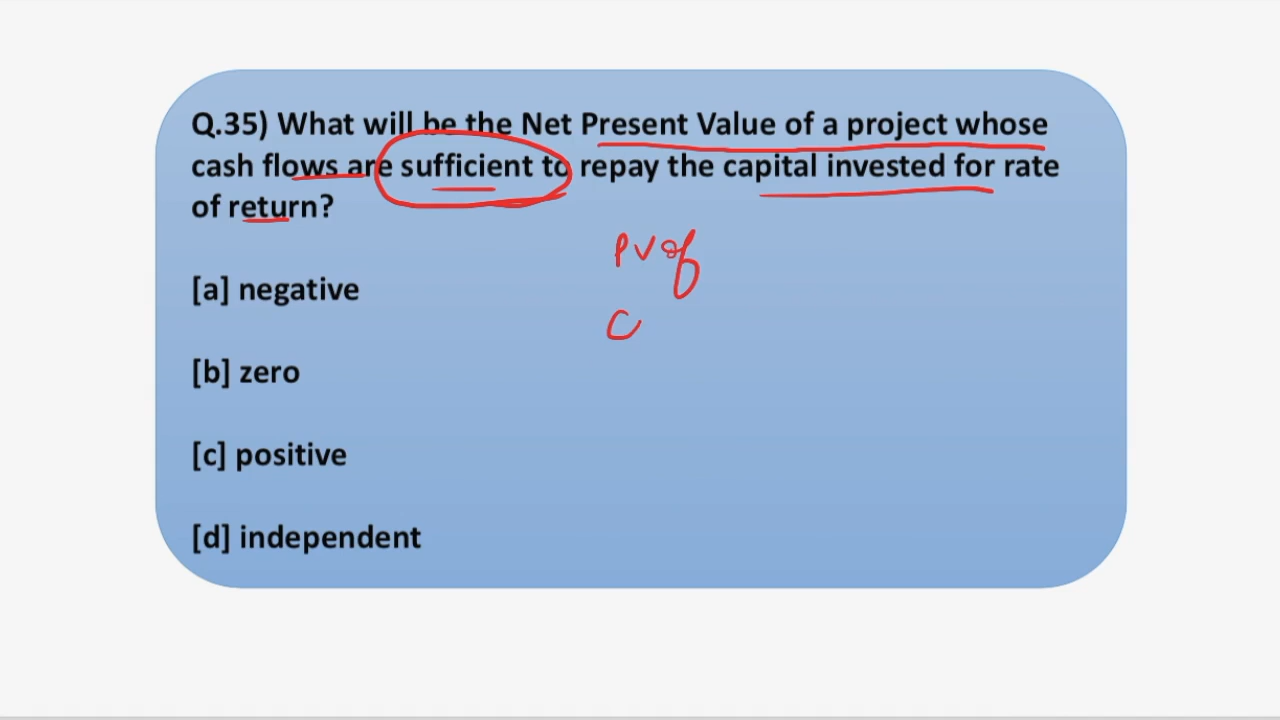 Q.35) What will be the Net Present Value of a project whose
cash flows are sufficient to repay the capital invested for rate
of return?
PV of
C
[a] negative
[b] zero
[c] positive
[d] independent